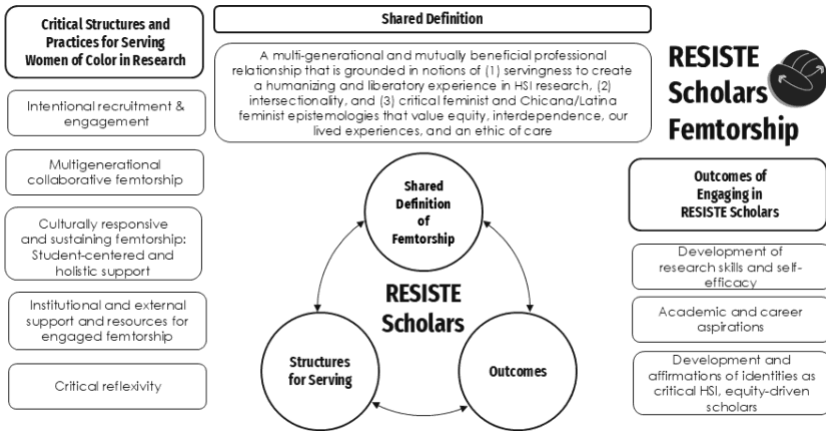 Critical Structures and
Practices for Serving
Women of Color in Research
Intentional recruitment &
engagement
Multigenerational
collaborative femtorship
Culturally responsive
and sustaining femtorship:
Student-centered and
holistic support
Institutional and external
support and resources for
engaged femtorship
Critical reflexivity
Shared Definition
A multi-generational and mutually beneficial professional
relationship that is grounded in notions of (1) servingness to create
a humanizing and liberatory experience in HSI research, (2)
intersectionality, and (3) critical feminist and Chicana/Latina
feminist epistemologies that value equity, interdependence, our
lived experiences, and an ethic of care
Shared
Definition
of
Femtorship
RESISTE
Scholars
Structures
for Serving
Outcomes
RESISTE
Scholars
Femtorship
Outcomes of
Engaging in
RESISTE Scholars
Development of
research skills and self-
efficacy
Academic and career
aspirations
Development and
affirmations of identities as
critical HSI, equity-driven
scholars